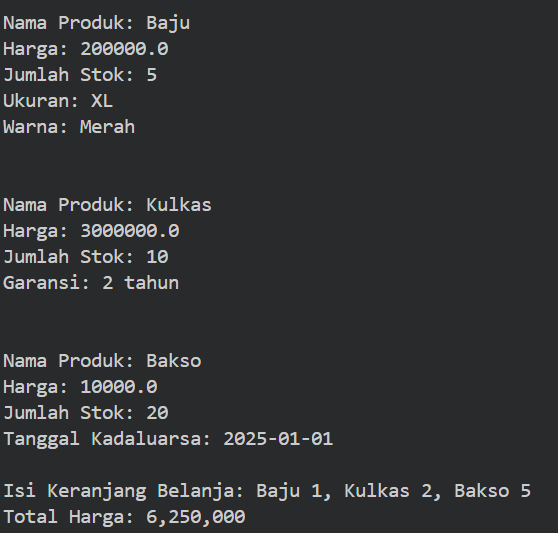 Nama Produk: Baju
Harga: 200000.0
Jumlah Stok: 5
Ukuran: XL
Warna: Merah
Nama Produk: Kulkas
Harga: 3000000.0
Jumlah Stok: 10
Garansi: 2 tahun
Nama Produk: Bakso
Harga: 10000.0
Jumlah Stok: 20
Tanggal Kadaluarsa: 2025-01-01
Isi Keranjang Belanja: Baju 1, Kulkas 2, Bakso 5
Total Harga: 6,250,000